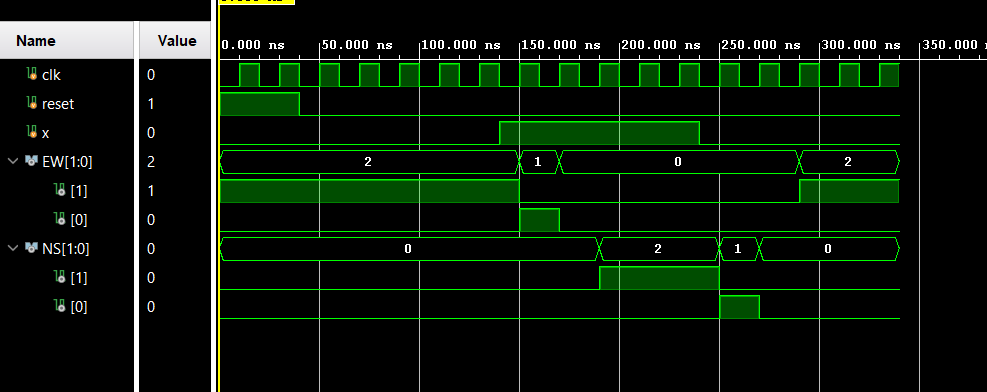 Name Value
0.000 ns 50.000 ns 100.000 ns 150.000 ns 200.000 ns 250.000 ns 300.000 ns 350.000 ns
clk 0
reset 1
x 0
EW[1:0] 2 2 1 0 2
[1] 1
[0] 0
NS[1:0] 0 0 2 1 0
[1] 0
[0] 0